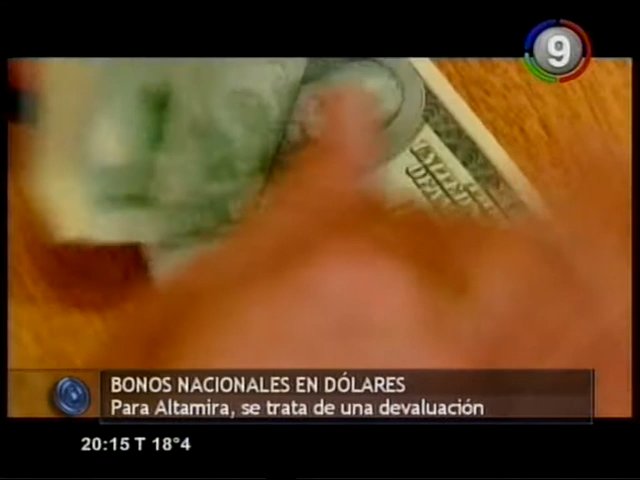 9
BONOS NACIONALES EN DÓLARES
Para Altamira, se trata de una devaluación
20:15 T 18°4